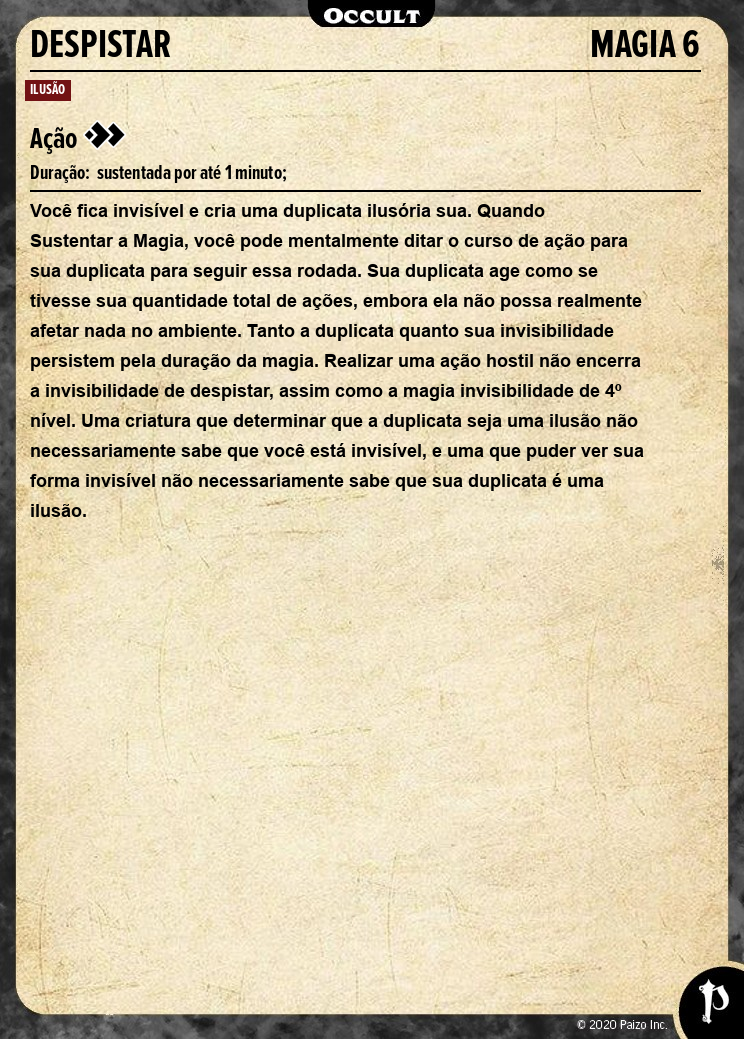 Occult
DESPISTAR MAGIA 6
ILUSÃO
Ação
Duração: sustentada por até 1 minuto;
Você fica invisível e cria uma duplicata ilusória sua. Quando
Sustentar a Magia, você pode mentalmente ditar o curso de ação para
sua duplicata para seguir essa rodada. Sua duplicata age como se
tivesse sua quantidade total de ações, embora ela não possa realmente
afetar nada no ambiente. Tanto a duplicata quanto sua invisibilidade
persistem pela duração da magia. Realizar uma ação hostil não encerra
a invisibilidade de despistar, assim como a magia invisibilidade de 4º
nível. Uma criatura que determinar que a duplicata seja uma ilusão não
necessariamente sabe que você está invisível, e uma que puder ver sua
forma invisível não necessariamente sabe que sua duplicata é uma
ilusão.
© 2020 Paizo Inc.
P